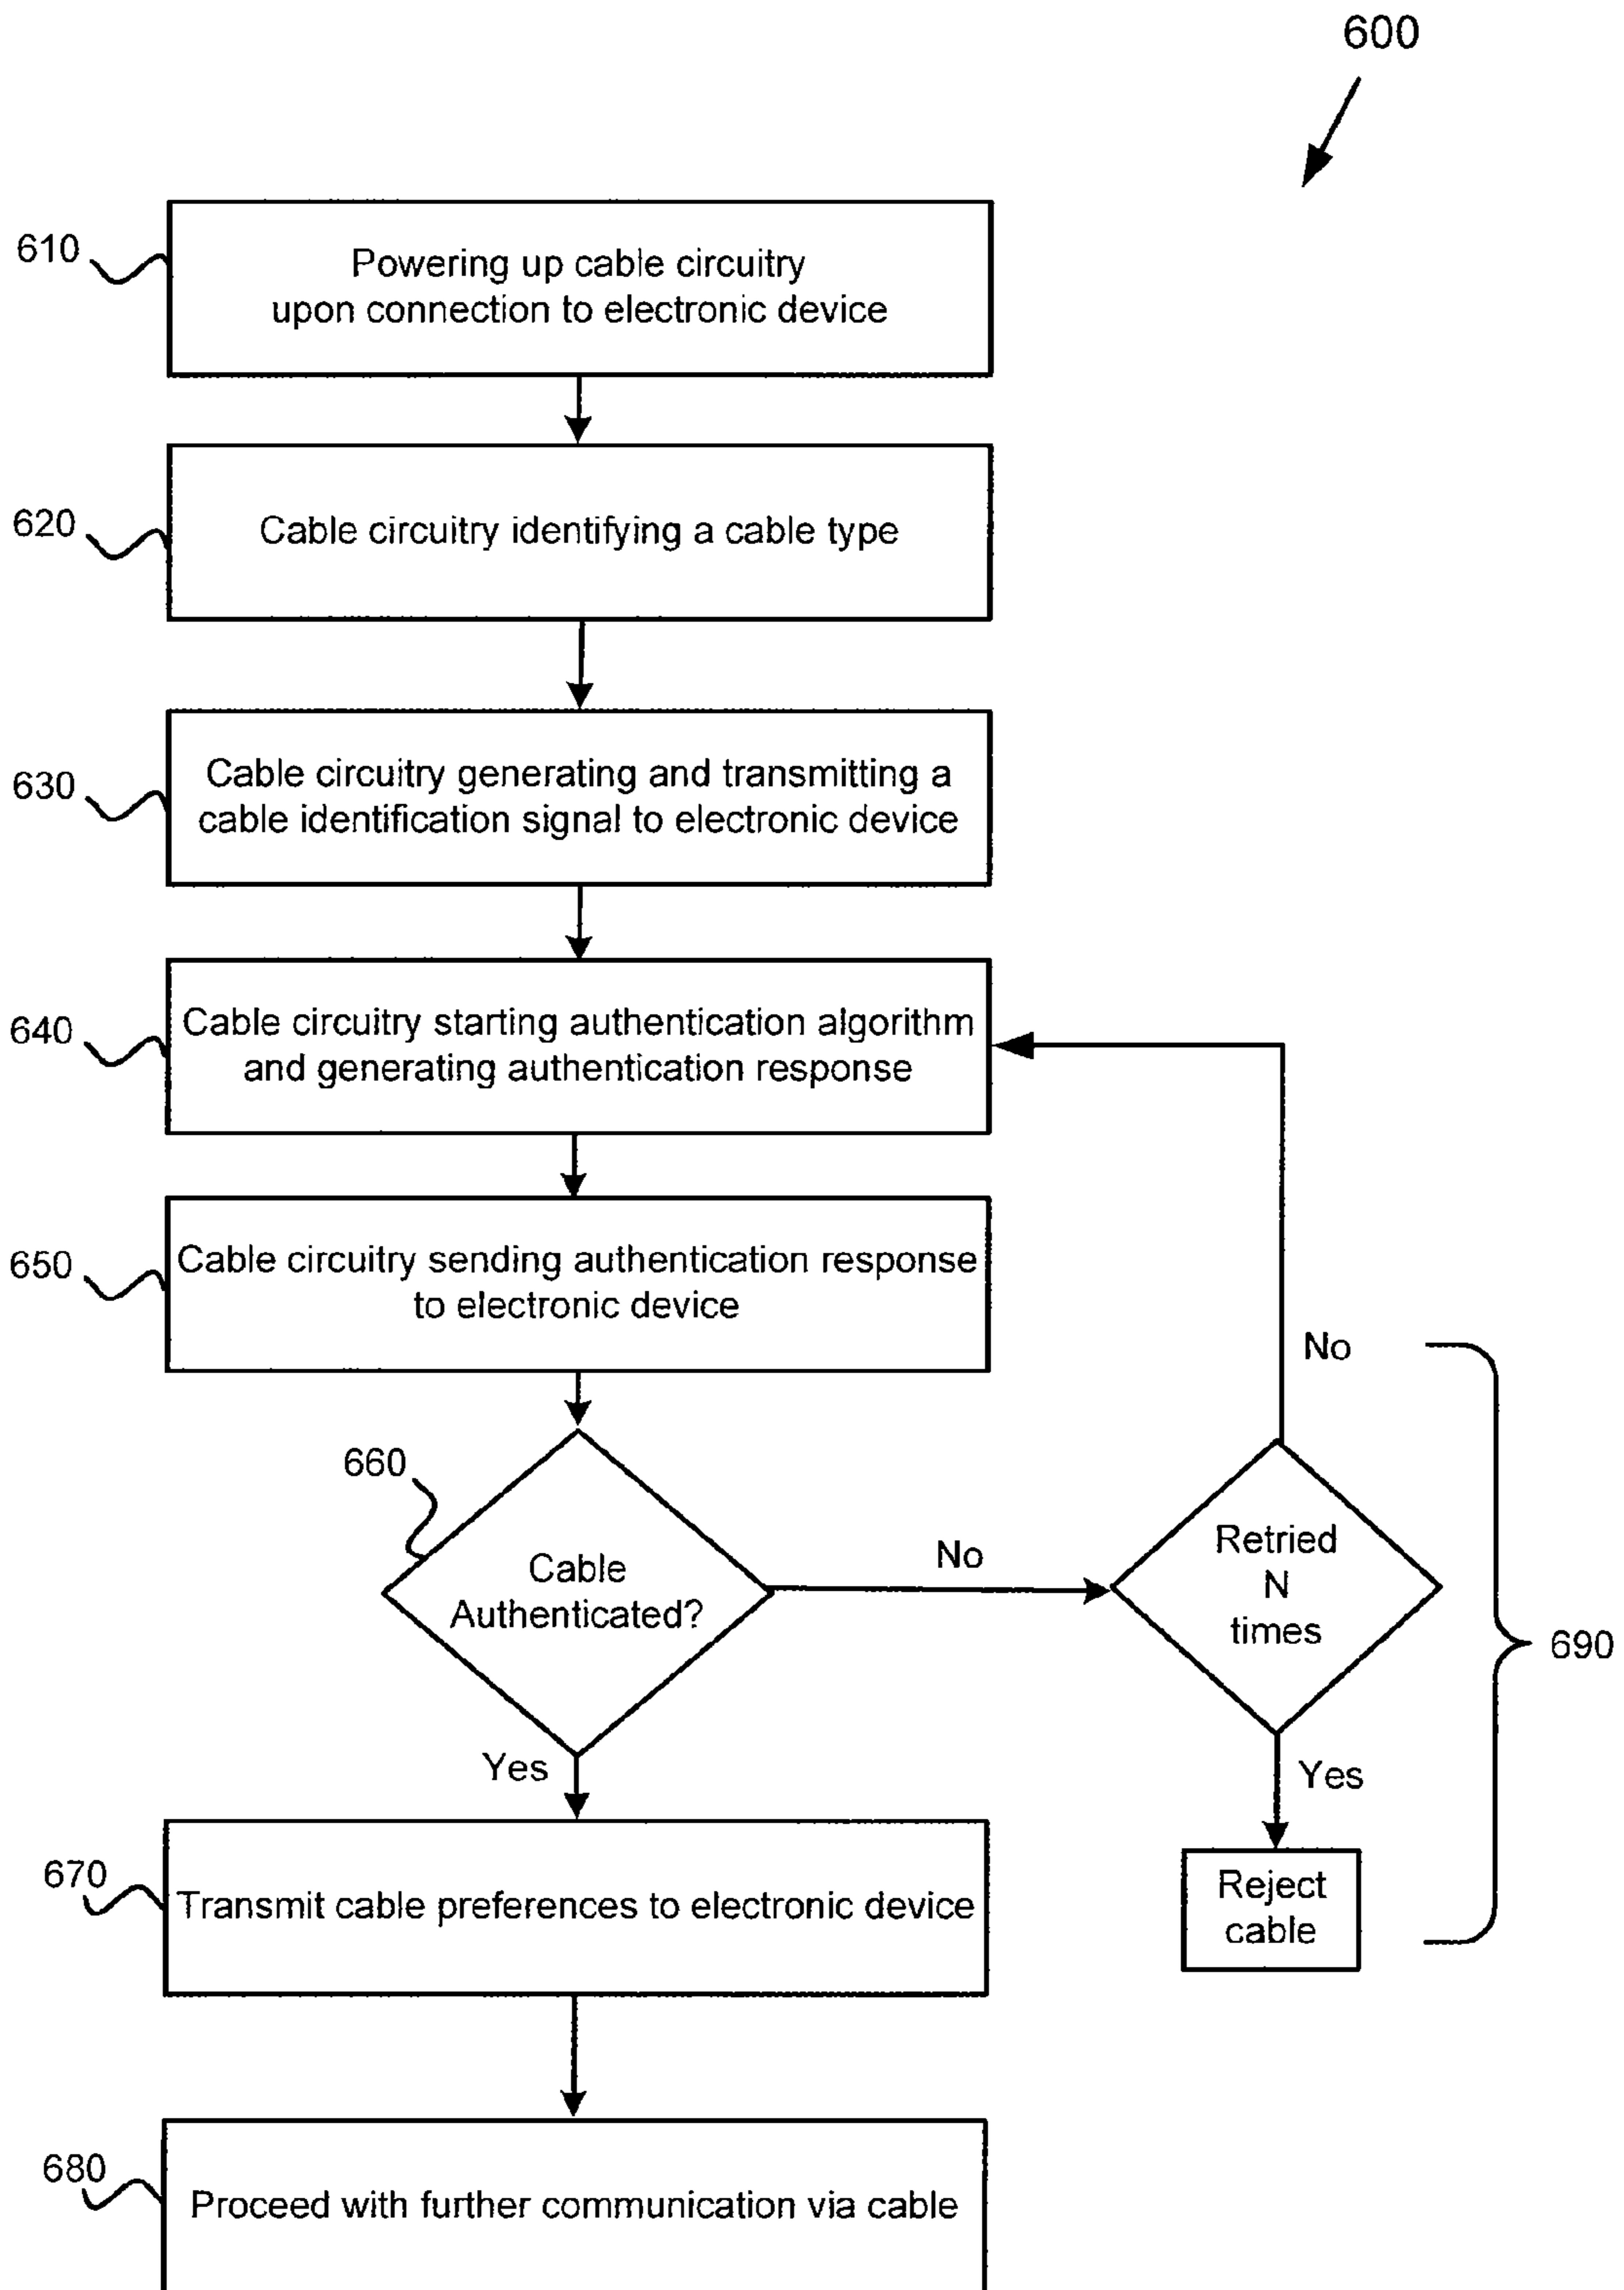 600
610
Powering up cable circuitry
upon connection to electronic device
620
Cable circuitry identifying a cable type
630
Cable circuitry generating and transmitting a
cable identification signal to electronic device
640
Cable circuitry starting authentication algorithm
and generating authentication response
650
Cable circuitry sending authentication response
to electronic device
No
660
Cable
Authenticated?
No
Retried
N
times
690
Yes
Yes
670
Transmit cable preferences to electronic device
Reject
cable
680
Proceed with further communication via cable